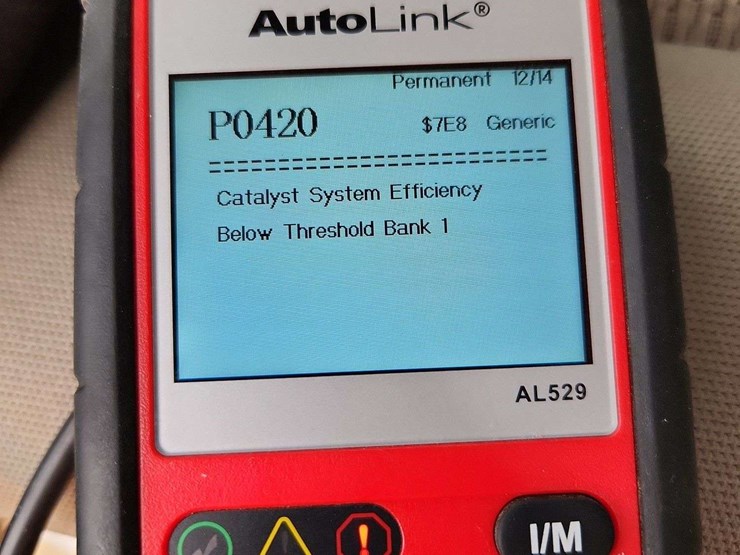 AutoLink®
Permanent 12/14
P0420 $7E8 Generic
Catalyst System Efficiency
Below Threshold Bank 1
AL529
I/M